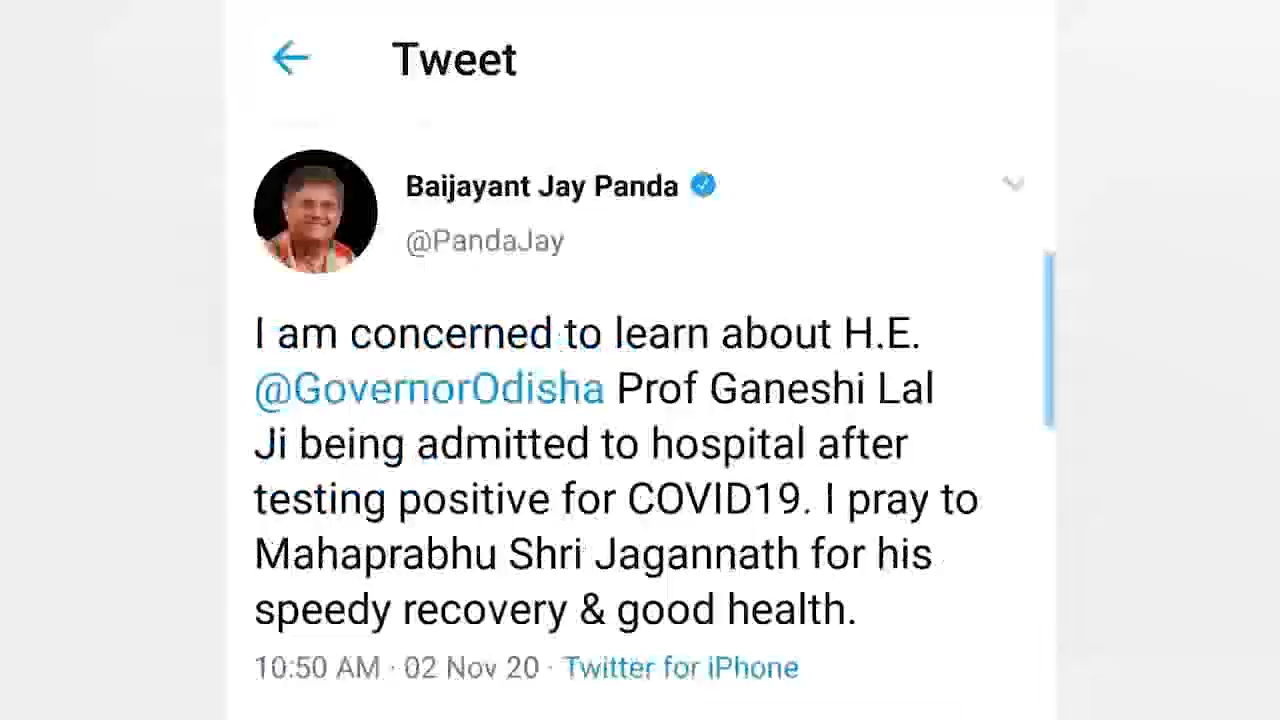 Tweet
Baijayant Jay Panda
@PandaJay
I am concerned to learn about H.E.
@GovernorOdisha Prof Ganeshi Lal
Ji being admitted to hospital after
testing positive for COVID19. I pray to
Mahaprabhu Shri Jagannath for his
speedy recovery & good health.
10:50 AM · 02 Nov 20 · Twitter for iPhone